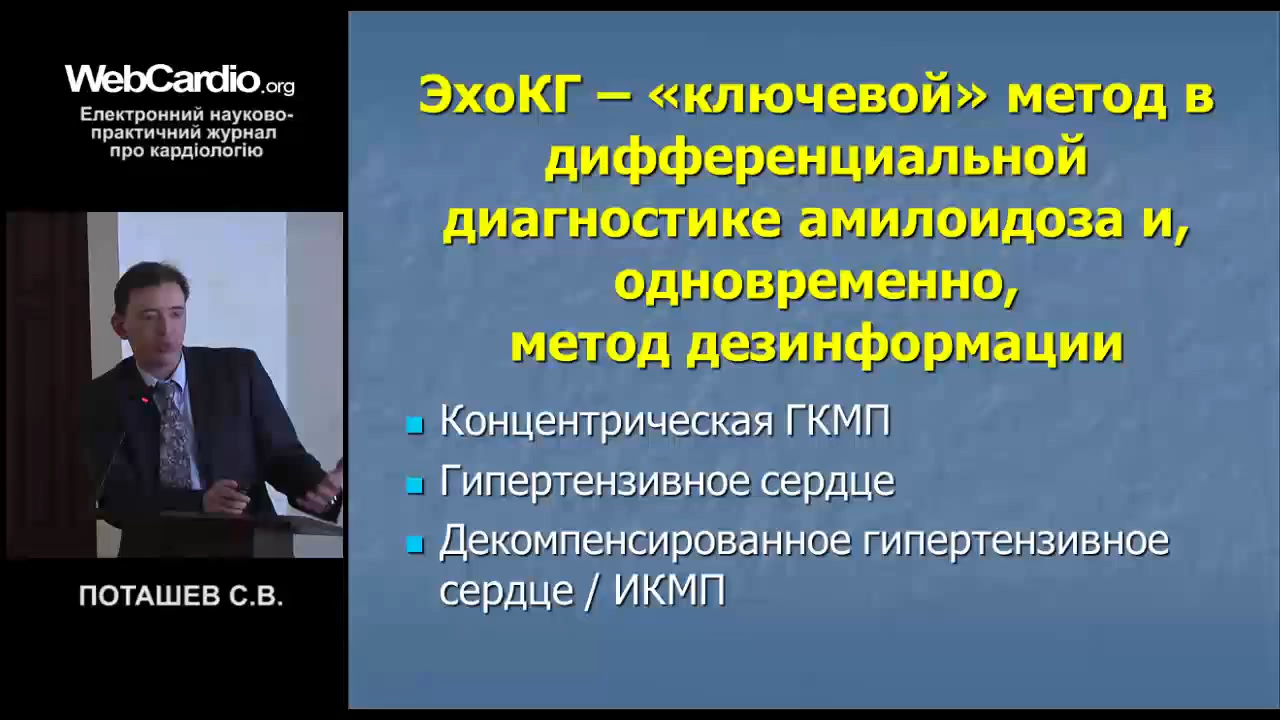 WebCardio.org
Електронний науково-
практичний журнал
про кардіологію
ПОТАШЕВ С.В.
ЭхоКГ – «ключевой» метод в
дифференциальной
диагностике амилоидоза и,
одновременно,
метод дезинформации
Концентрическая ГКМП
Гипертензивное сердце
Декомпенсированное гипертензивное
сердце / ИКМП